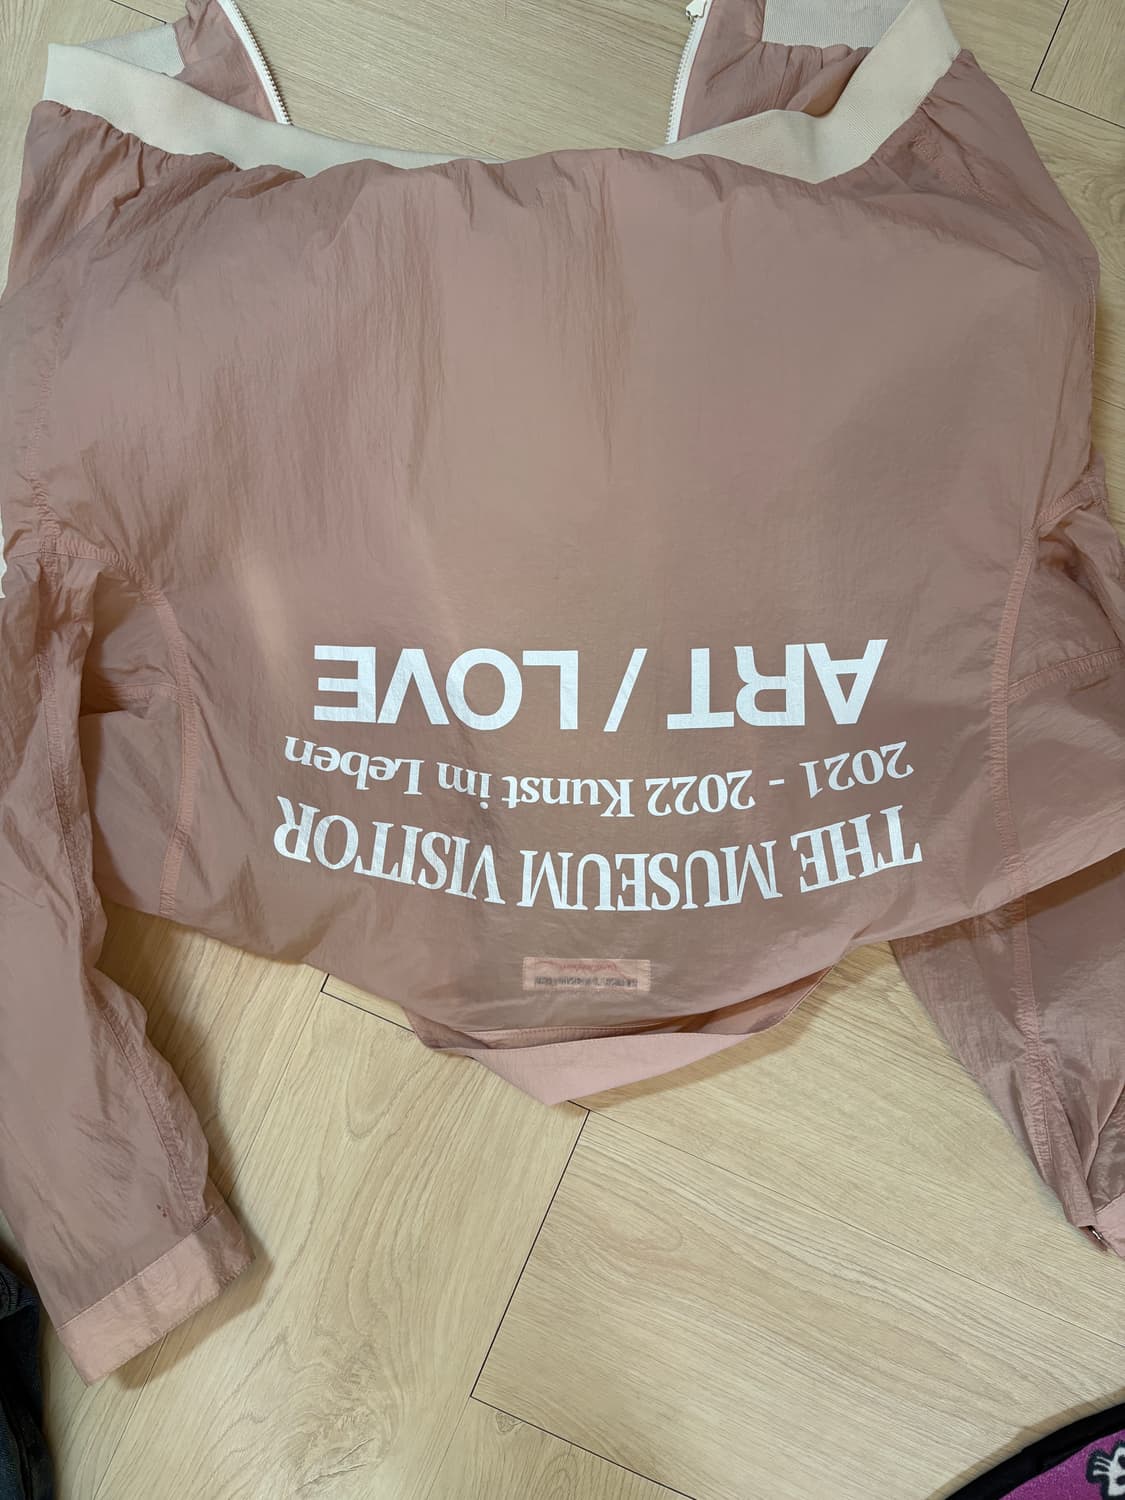 THE MUSEUM VISITOR
2021 - 2022 Kunst im Leben
ART / LOVE